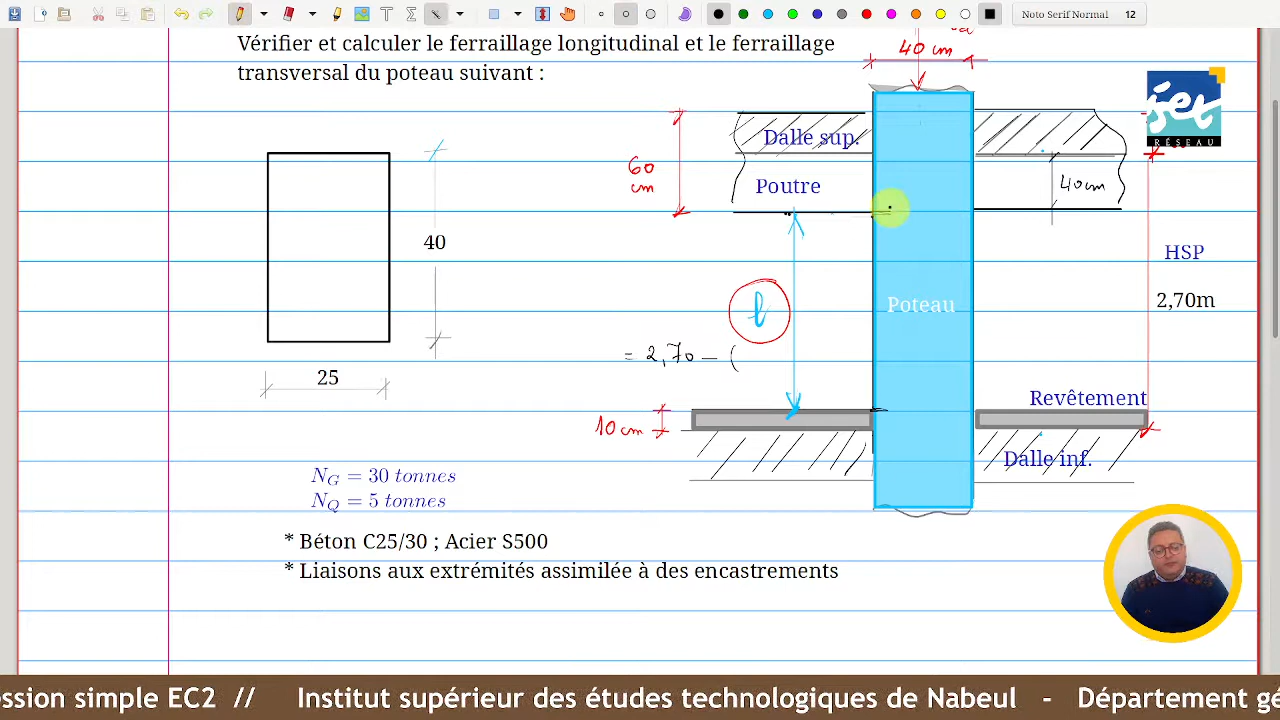 Noto Serif Normal 12
Vérifier et calculer le ferraillage longitudinal et le ferraillage
transversal du poteau suivant :
40 cm
iset
RÉSEAU
Dalle sup.
60
cm
Poutre
40cm
40
HSP
2,70m
Poteau
l
= 2,70 - (
25
Revêtement
10 cm
Dalle inf.
N_G = 30 tonnes
N_Q = 5 tonnes
* Béton C25/30 ; Acier S500
* Liaisons aux extrémités assimilée à des encastrements
ession simple EC2 // Institut supérieur des études technologiques de Nabeul - Département gé